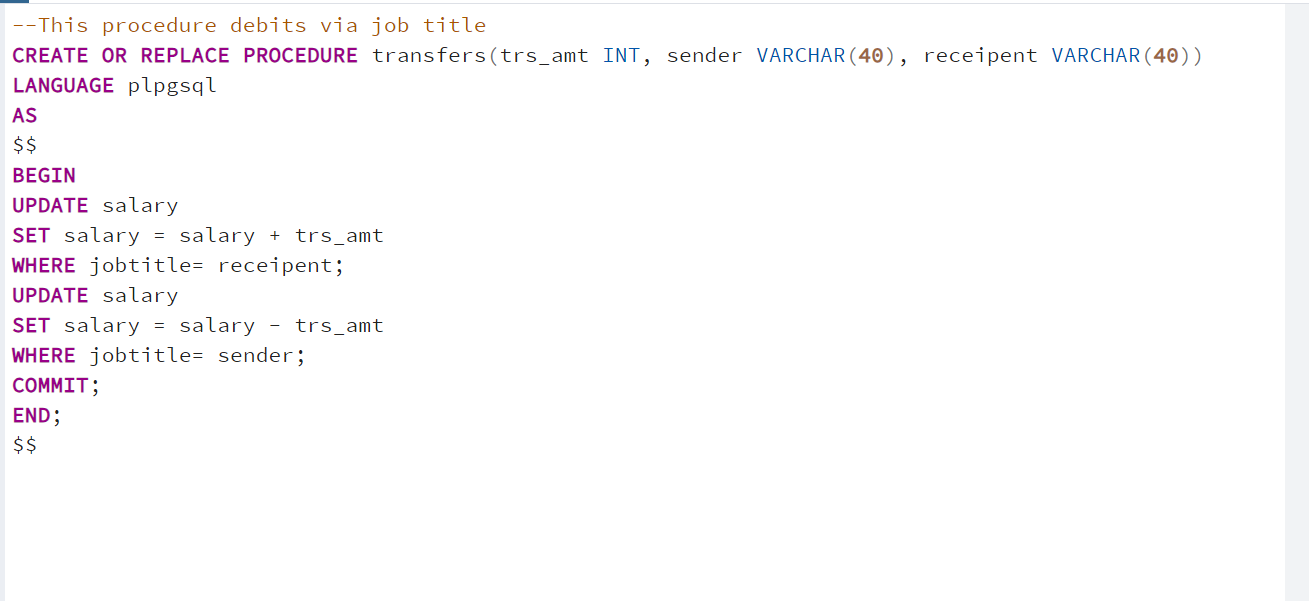 --This procedure debits via job title
CREATE OR REPLACE PROCEDURE transfers(trs_amt INT, sender VARCHAR(40), receipent VARCHAR(40))
LANGUAGE plpgsql
AS
$$
BEGIN
UPDATE salary
SET salary = salary + trs_amt
WHERE jobtitle= receipent;
UPDATE salary
SET salary = salary - trs_amt
WHERE jobtitle= sender;
COMMIT;
END;
$$